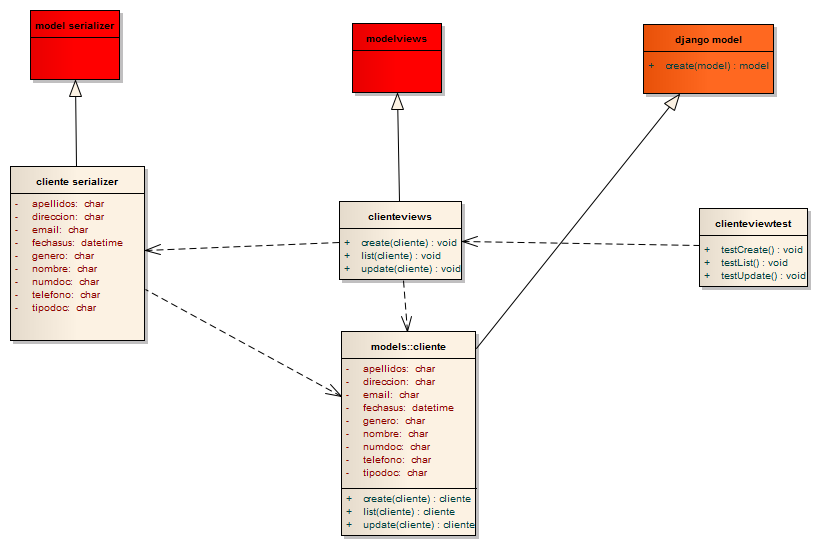 model serializer
modelviews
django model
+ create(model) : model
cliente serializer
- apellidos: char
- direccion: char
- email: char
- fechasus: datetime
- genero: char
- nombre: char
- numdoc: char
- telefono: char
- tipodoc: char
clienteviews
+ create(cliente) : void
+ list(cliente) : void
+ update(cliente) : void
clienteviewtest
+ testCreate() : void
+ testList() : void
+ testUpdate() : void
models::cliente
- apellidos: char
- direccion: char
- email: char
- fechasus: datetime
- genero: char
- nombre: char
- numdoc: char
- telefono: char
- tipodoc: char
+ create(cliente) : cliente
+ list(cliente) : cliente
+ update(cliente) : cliente